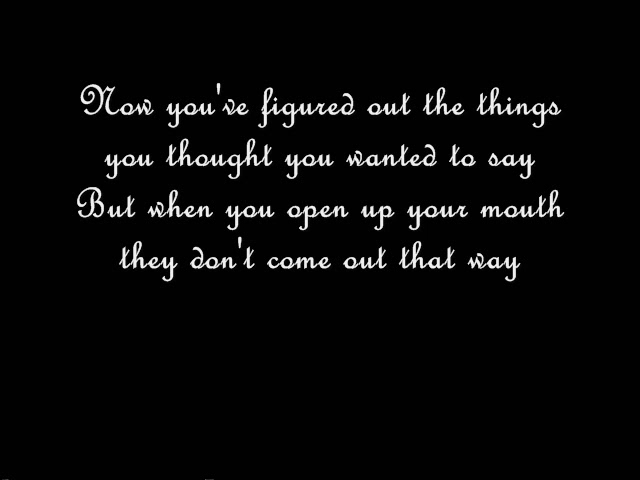 Now you've figured out the things
you thought you wanted to say
But when you open up your mouth
they don't come out that way